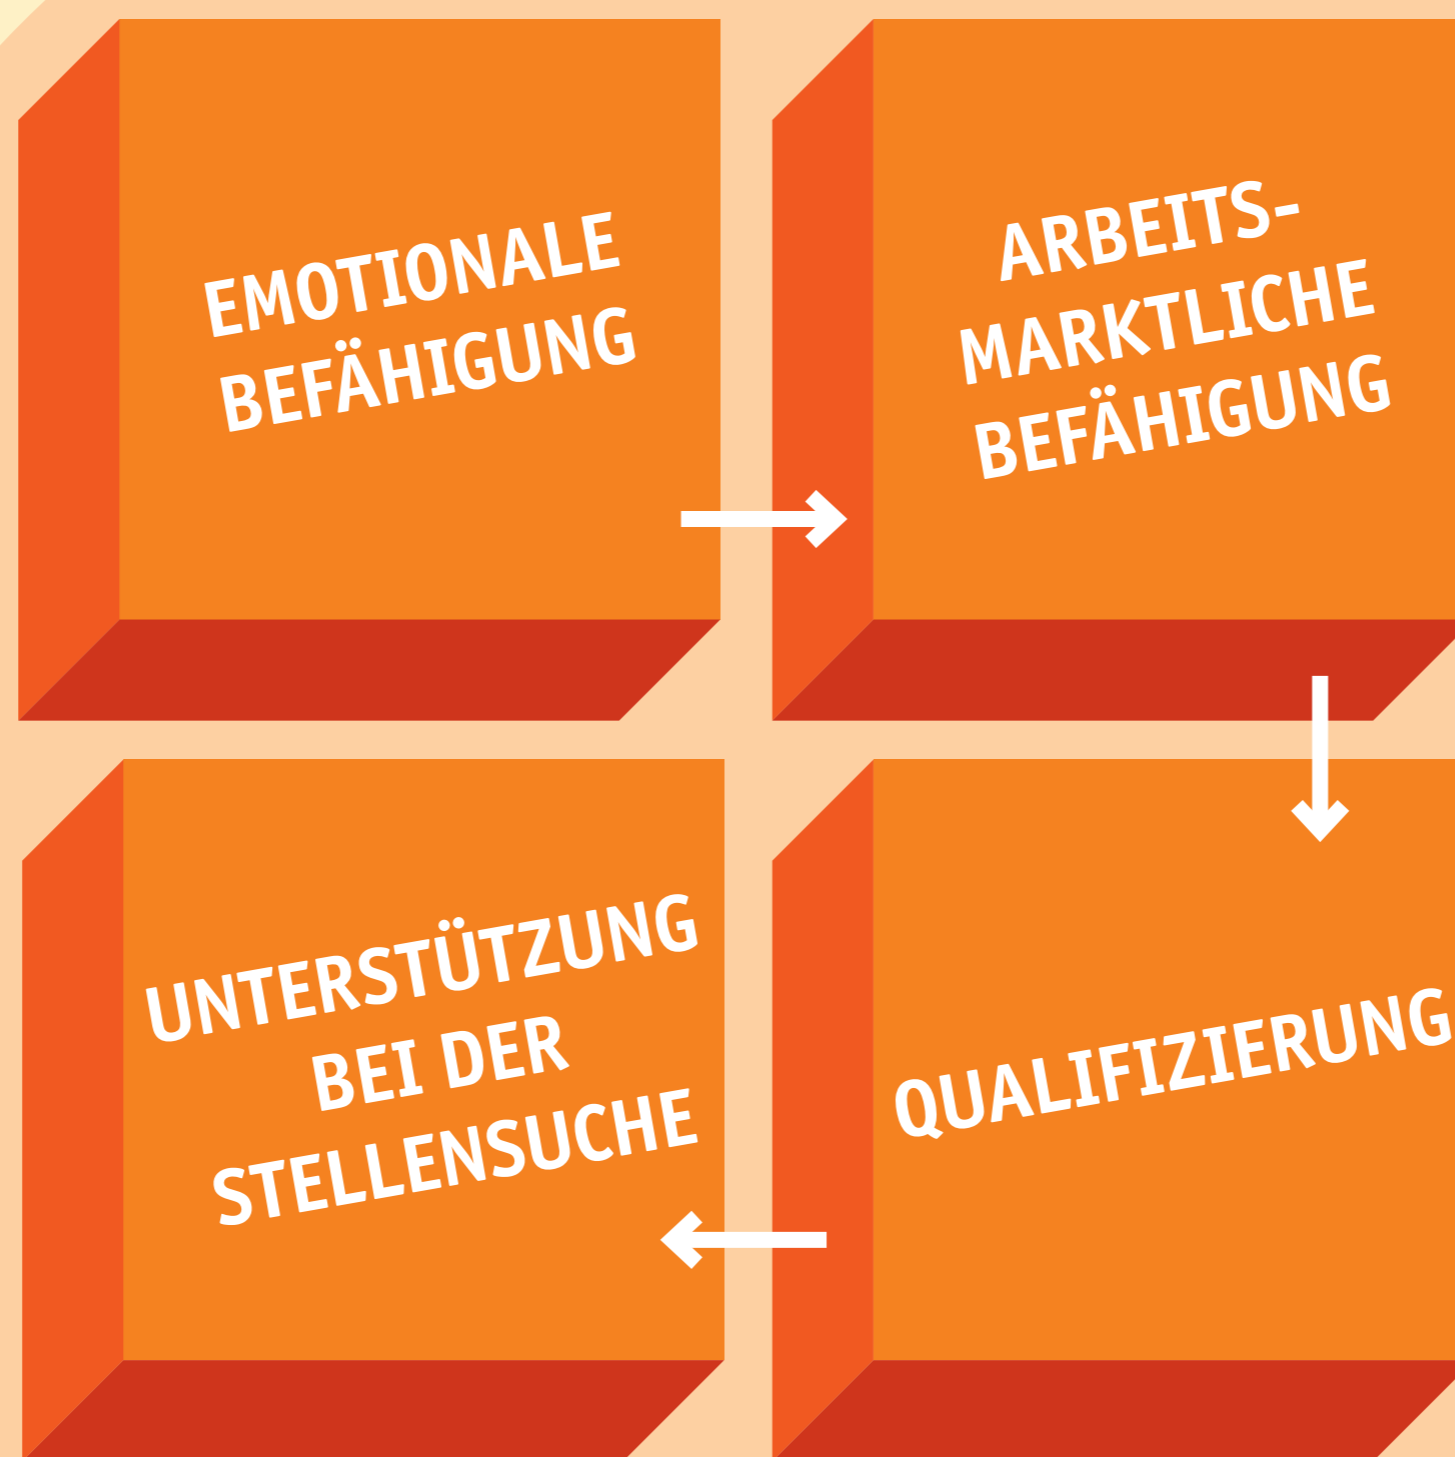 EMOTIONALE
BEFÄHIGUNG
ARBEITS-
MARKTLICHE
BEFÄHIGUNG
UNTERSTÜTZUNG
BEI DER
STELLENSUCHE
QUALIFIZIERUNG